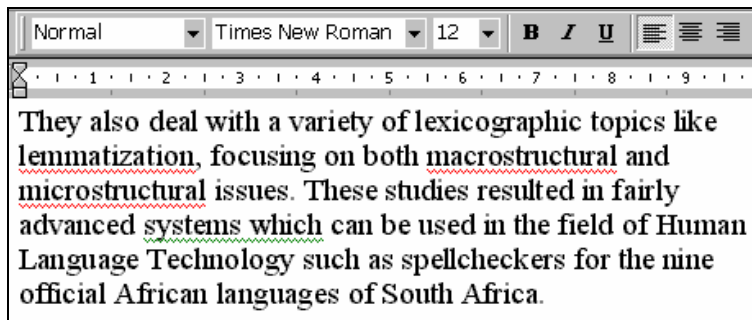 Normal Times New Roman 12 B I U
1 2 3 4 5 6 7 8 9
They also deal with a variety of lexicographic topics like
lemmatization, focusing on both macrostructural and
microstructural issues. These studies resulted in fairly
advanced systems which can be used in the field of Human
Language Technology such as spellcheckers for the nine
official African languages of South Africa.